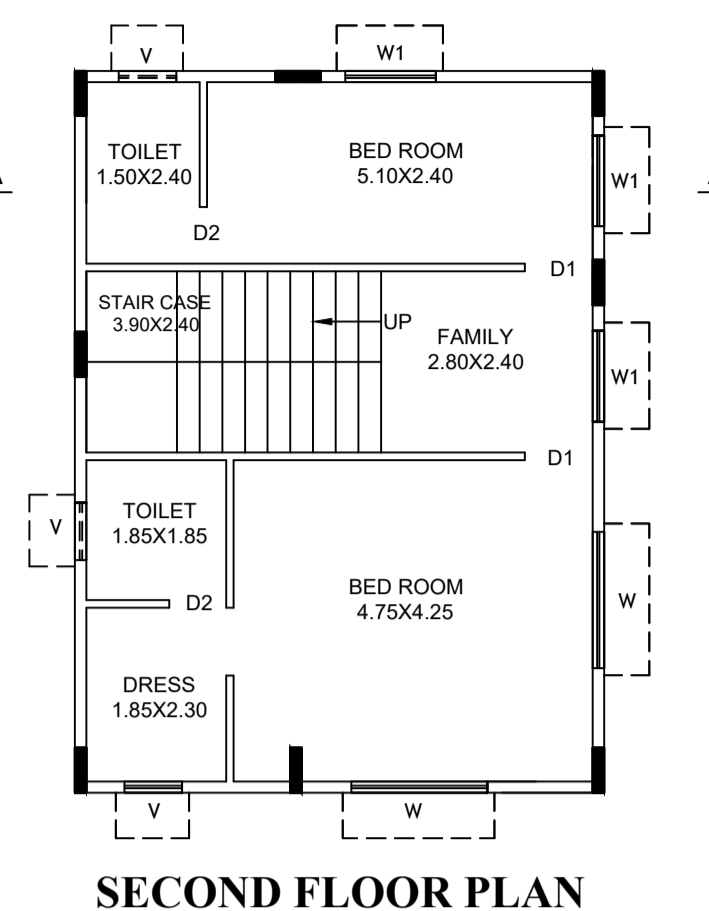 V
W1
TOILET
1.50X2.40
BED ROOM
5.10X2.40
W1
D2
D1
STAIR CASE
3.90X2.40
UP
FAMILY
2.80X2.40
W1
D1
TOILET
1.85X1.85
V
BED ROOM
4.75X4.25
W
D2
DRESS
1.85X2.30
V
W
SECOND FLOOR PLAN